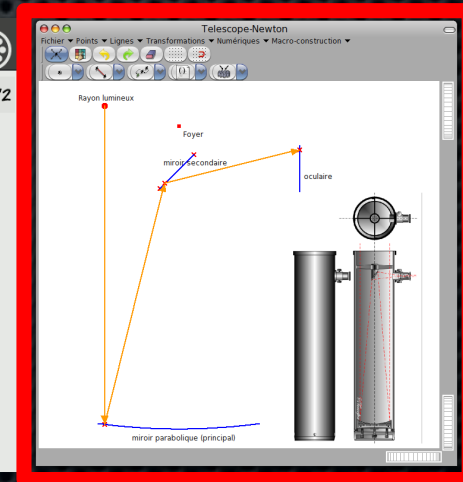 Telescope-Newton
Fichier Points Lignes Transformations Numériques Macro-construction
Rayon lumineux
Foyer
miroir secondaire
oculaire
miroir parabolique (principal)